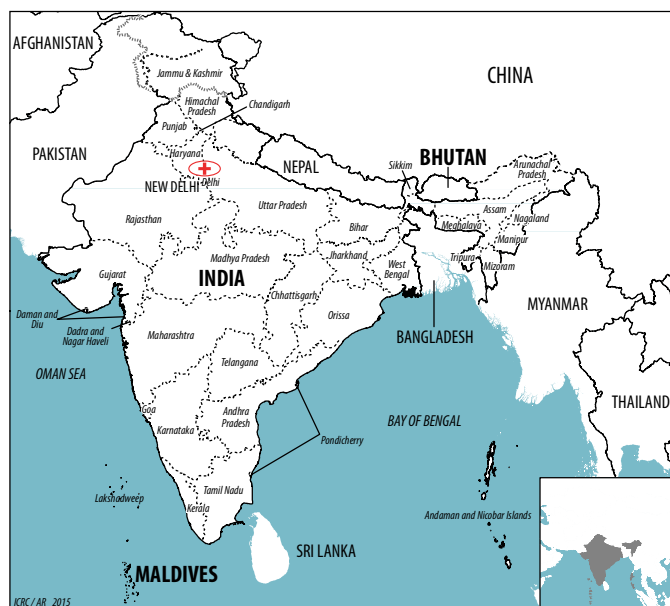 AFGHANISTAN
Jammu & Kashmir
CHINA
Himachal
Pradesh
Chandigarh
Punjab
PAKISTAN
Haryana
NEPAL
BHUTAN
Sikkim
Arunachal
Pradesh
NEW DELHI
Delhi
Uttar Pradesh
Assam
Nagaland
Rajasthan
Bihar
Meghalaya
Manipur
Madhya Pradesh
Jharkhand
West
Bengal
Tripura
Mizoram
Gujarat
INDIA
Chhattisgarh
Orissa
MYANMAR
Daman and
Diu
Dadra and
Nagar Haveli
Maharashtra
BANGLADESH
OMAN SEA
Telangana
THAILAND
Goa
Karnataka
Andhra
Pradesh
BAY OF BENGAL
Pondicherry
Lakshadweep
Tamil Nadu
Kerala
Andaman and Nicobar Islands
SRI LANKA
MALDIVES
ICRC / AR 2015